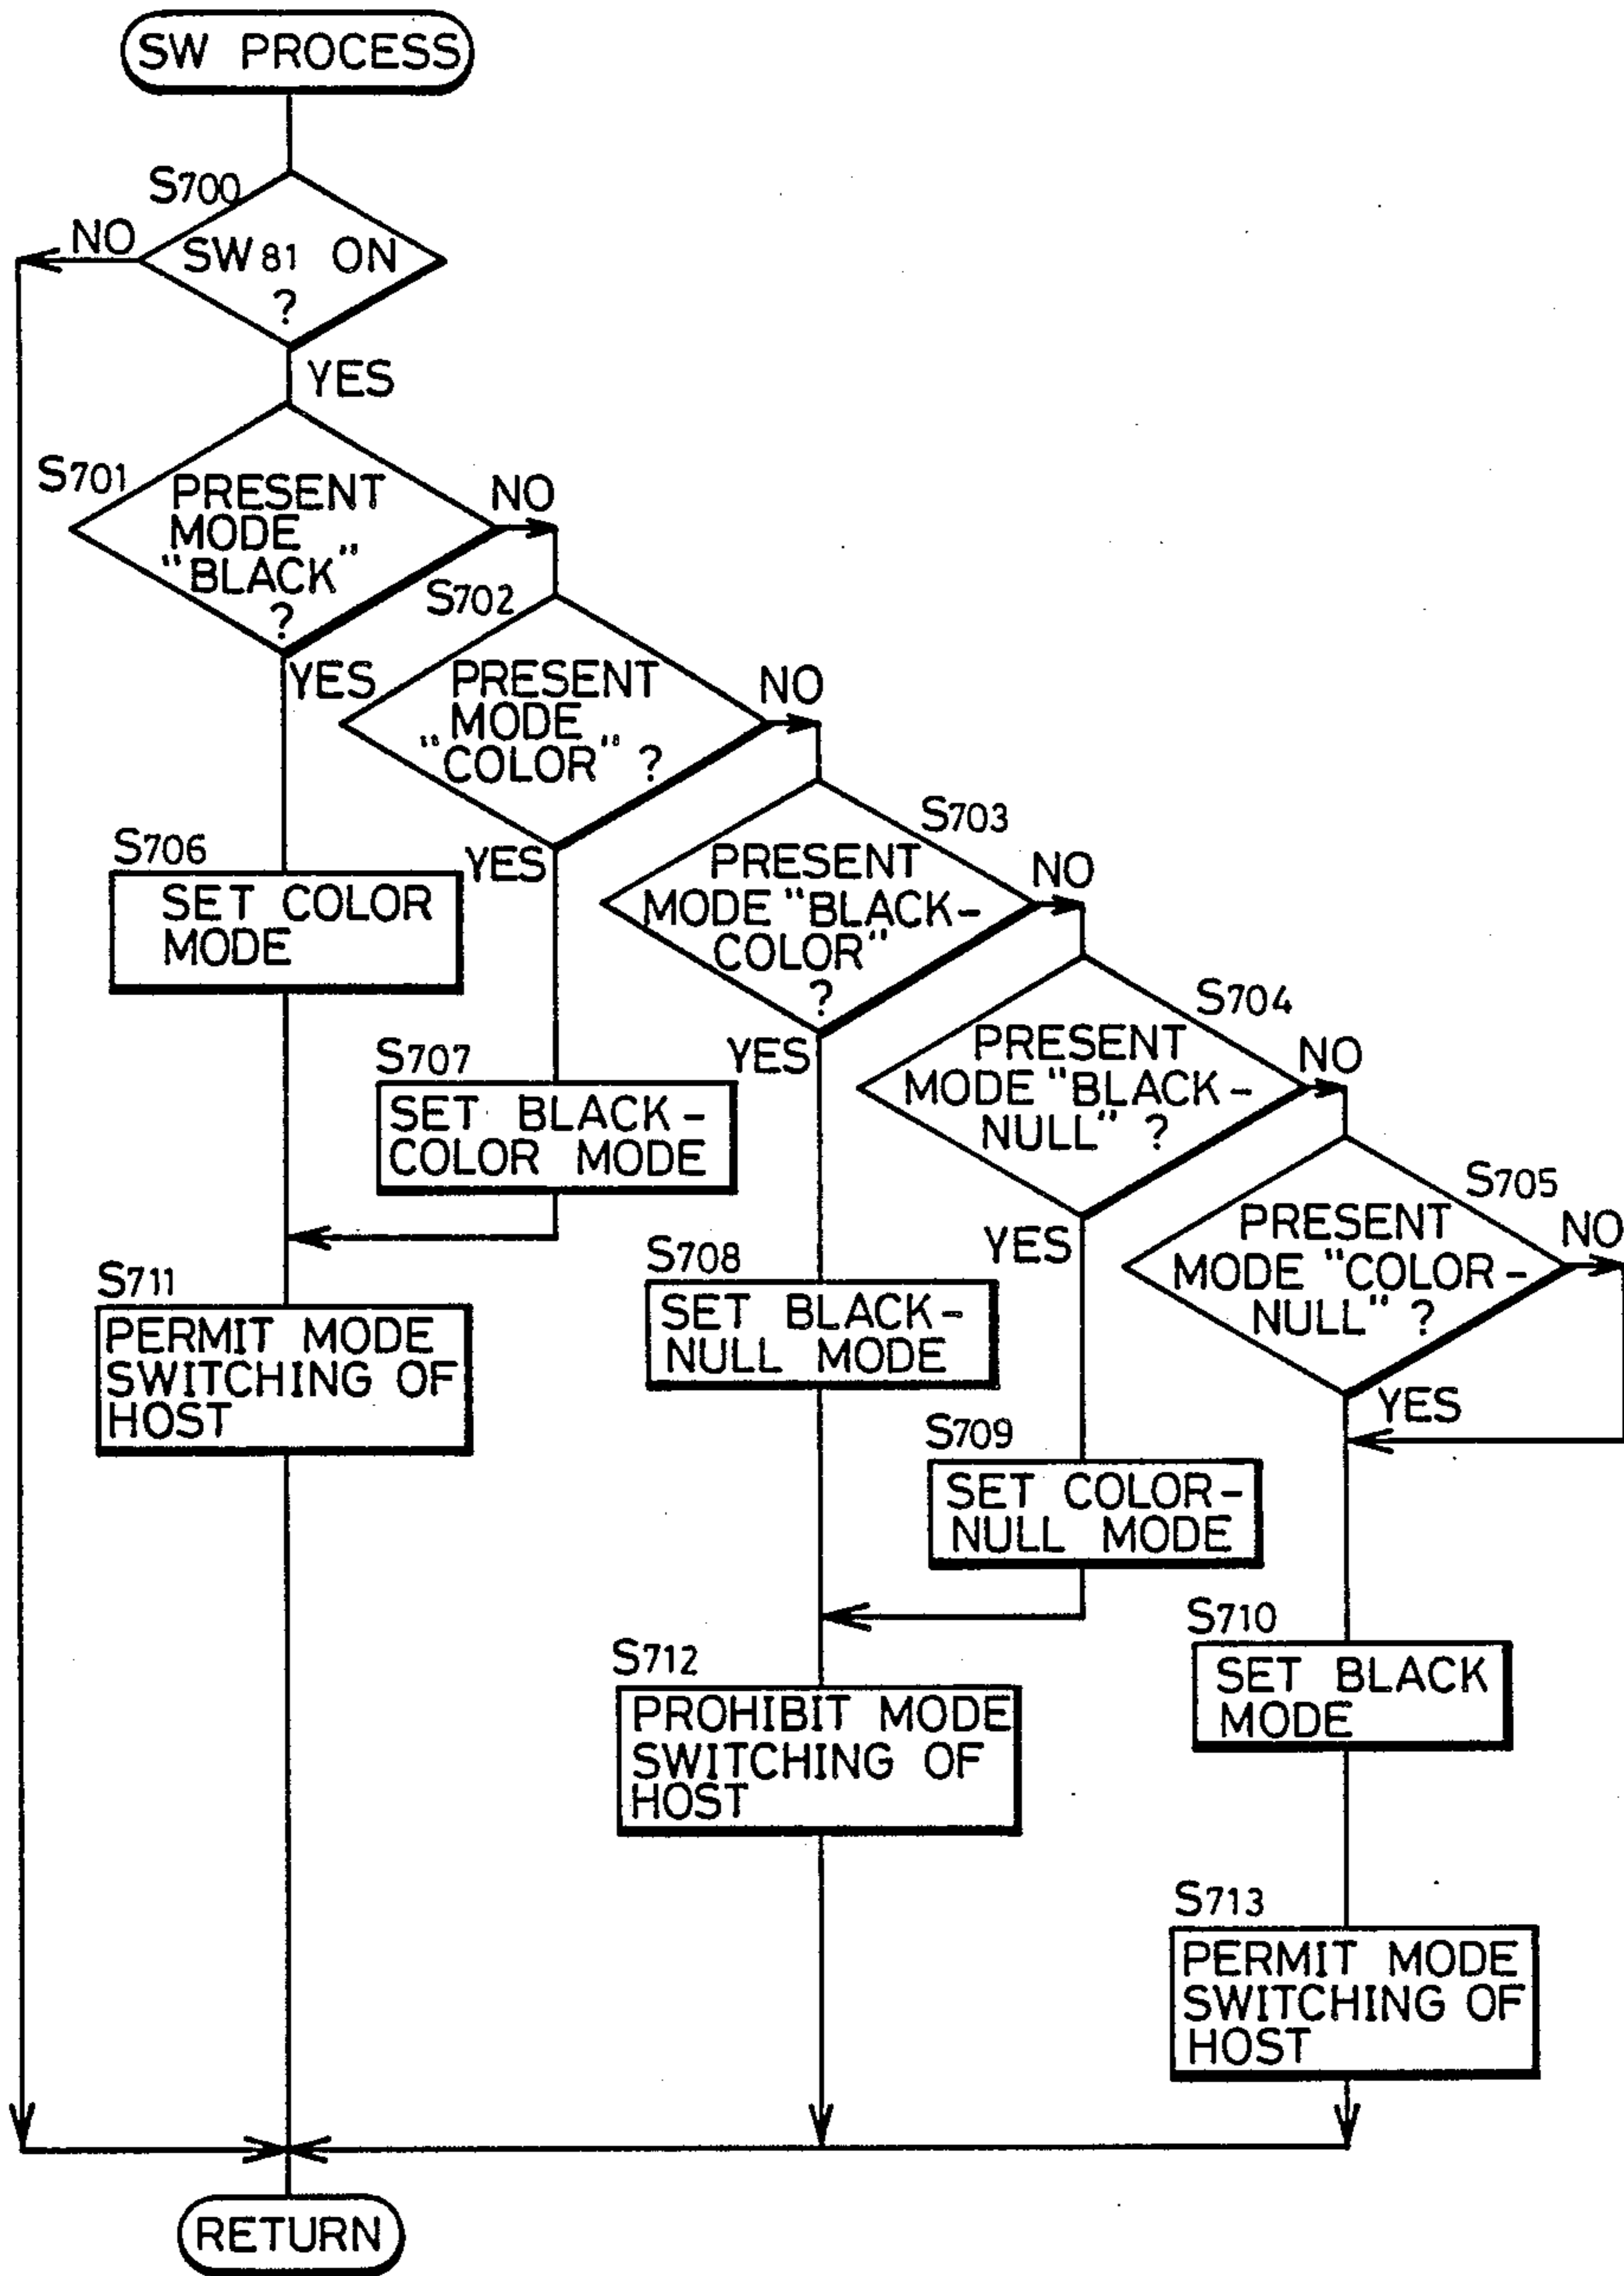 SW PROCESS
S700
NO
SW81 ON
?
YES
S701
PRESENT
MODE
"BLACK"
?
NO
YES
S702
PRESENT
MODE
"COLOR" ?
NO
YES
S703
PRESENT
MODE "BLACK-
COLOR"
?
NO
YES
S704
PRESENT
MODE "BLACK-
NULL" ?
NO
YES
S705
PRESENT
MODE "COLOR-
NULL" ?
NO
YES
S706
SET COLOR
MODE
S707
SET BLACK-
COLOR MODE
S708
SET BLACK-
NULL MODE
S709
SET COLOR-
NULL MODE
S710
SET BLACK
MODE
S711
PERMIT MODE
SWITCHING OF
HOST
S712
PROHIBIT MODE
SWITCHING OF
HOST
S713
PERMIT MODE
SWITCHING OF
HOST
RETURN